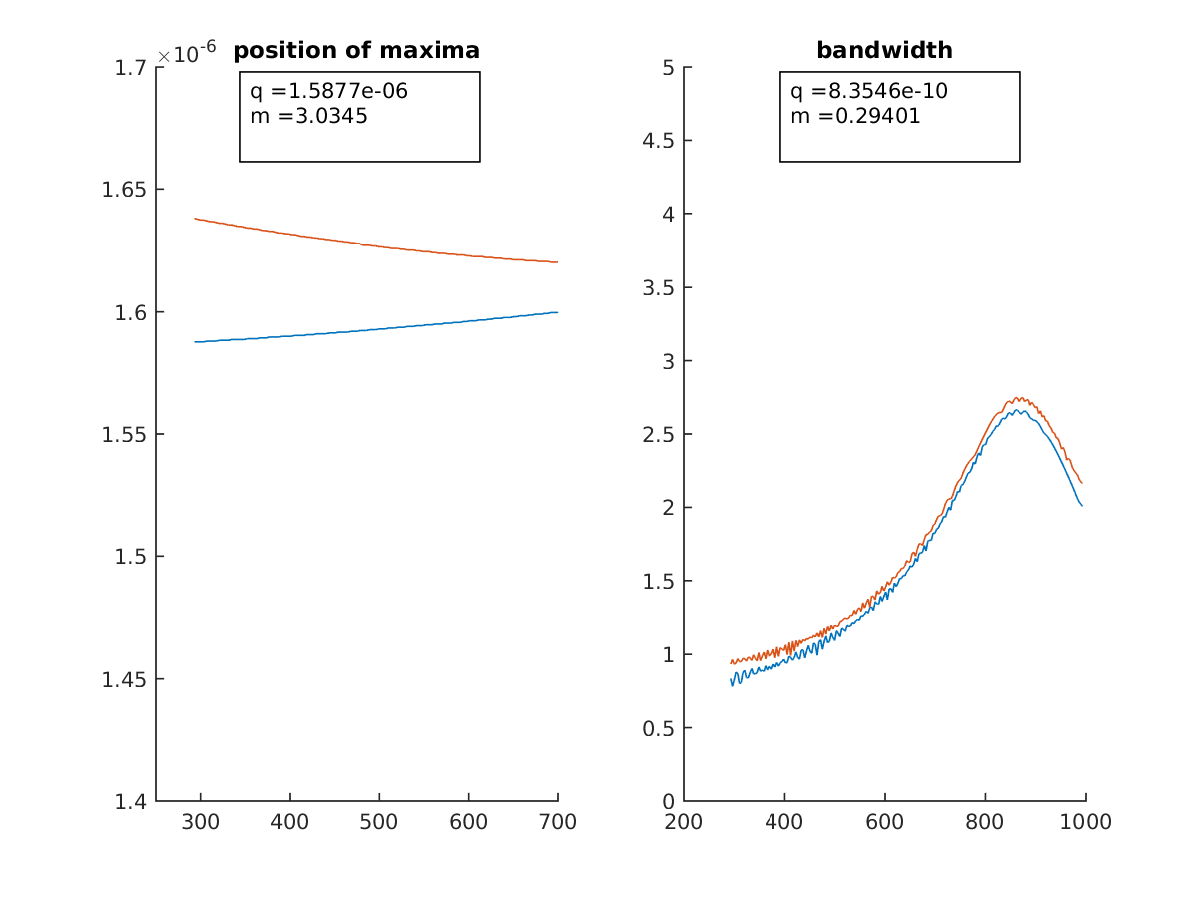 ×10-6
position of maxima
q =1.5877e-06
m =3.0345
1.7
1.65
1.6
1.55
1.5
1.45
1.4
300 400 500 600 700
bandwidth
q =8.3546e-10
m =0.29401
5
4.5
4
3.5
3
2.5
2
1.5
1
0.5
0
200 400 600 800 1000